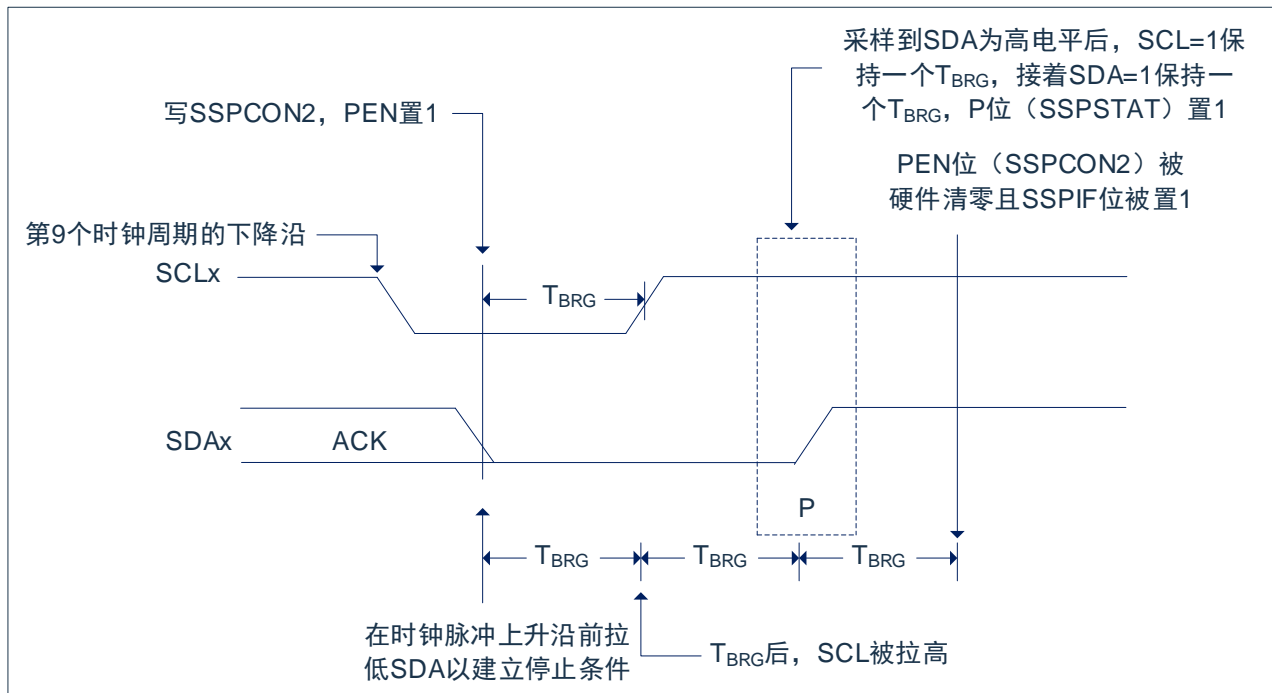 采样到SDA为高电平后，SCL=1保
持一个TBRG，接着SDA=1保持一
个TBRG，P位（SSPSTAT）置1
写SSPCON2，PEN置1
PEN位（SSPCON2）被
硬件清零且SSPIF位被置1
第9个时钟周期的下降沿
SCLx
TBRG
SDAx
ACK
P
TBRG
TBRG
TBRG
在时钟脉冲上升沿前拉
低SDA以建立停止条件
TBRG后，SCL被拉高